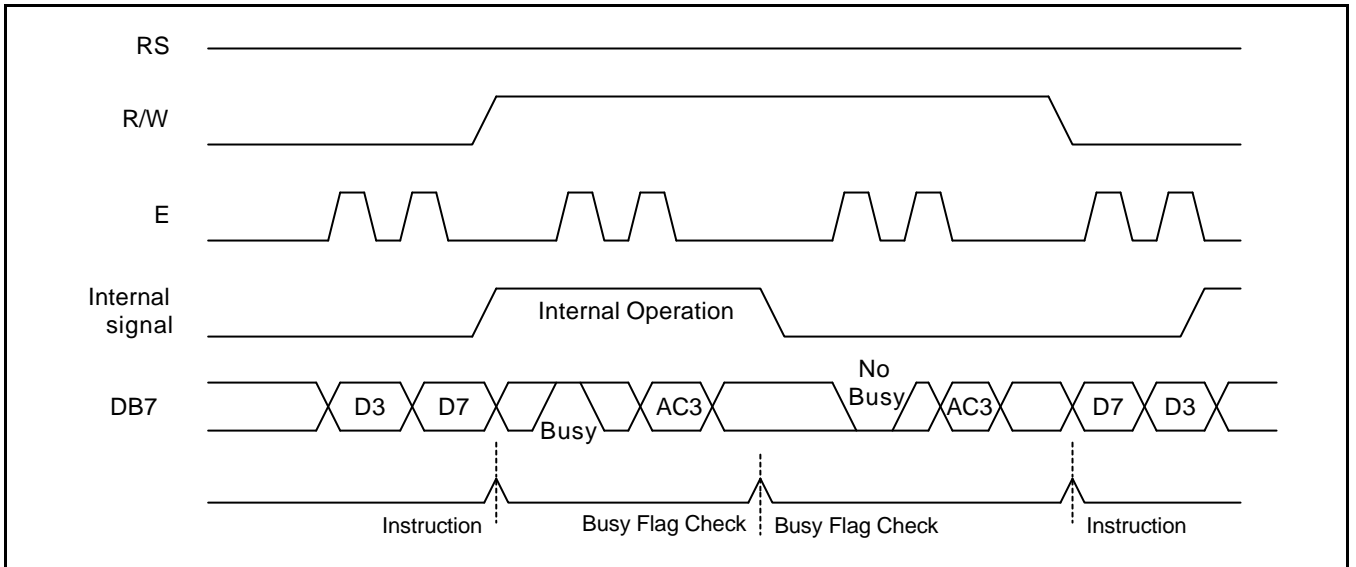 RS
R/W
E
Internal
signal
Internal Operation
DB7
D3
D7
Busy
AC3
No
Busy
AC3
D7
D3
Instruction
Busy Flag Check
Busy Flag Check
Instruction